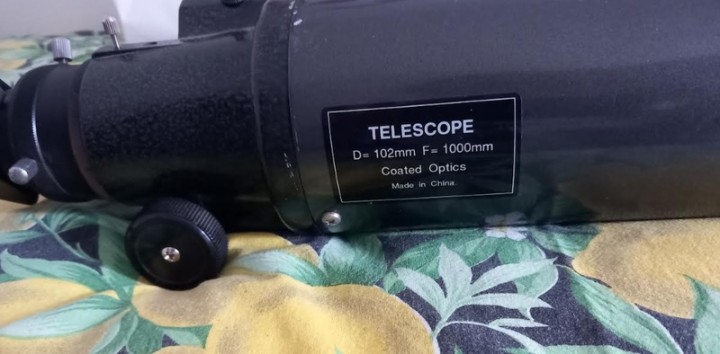 TELESCOPE
D= 102mm F= 1000mm
Coated Optics
Made in China.